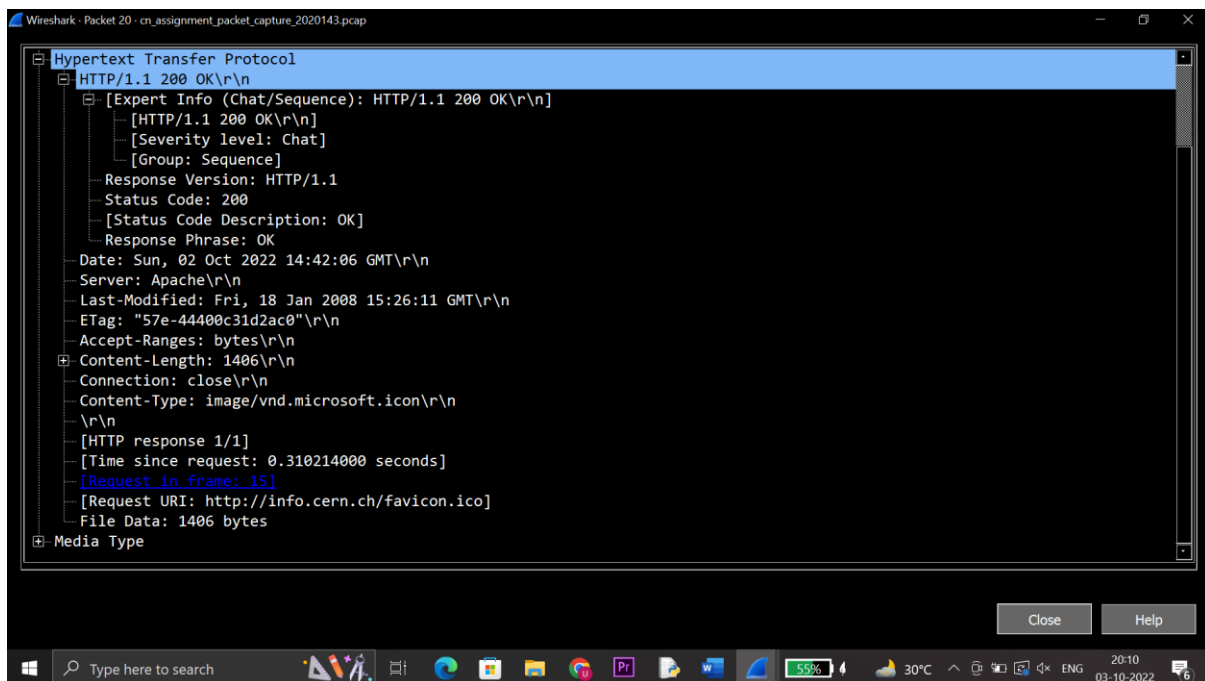 Wireshark · Packet 20 · cn_assignment_packet_capture_2020143.pcap
Hypertext Transfer Protocol
HTTP/1.1 200 OK\r\n
[Expert Info (Chat/Sequence): HTTP/1.1 200 OK\r\n]
[HTTP/1.1 200 OK\r\n]
[Severity level: Chat]
[Group: Sequence]
Response Version: HTTP/1.1
Status Code: 200
[Status Code Description: OK]
Response Phrase: OK
Date: Sun, 02 Oct 2022 14:42:06 GMT\r\n
Server: Apache\r\n
Last-Modified: Fri, 18 Jan 2008 15:26:11 GMT\r\n
ETag: "57e-44400c31d2ac0"\r\n
Accept-Ranges: bytes\r\n
Content-Length: 1406\r\n
Connection: close\r\n
Content-Type: image/vnd.microsoft.icon\r\n
\r\n
[HTTP response 1/1]
[Time since request: 0.310214000 seconds]
[Request in frame: 15]
[Request URI: http://info.cern.ch/favicon.ico]
File Data: 1406 bytes
Media Type
Close Help
Type here to search Pr W 55% 30°C ENG 20:10
03-10-2022 6